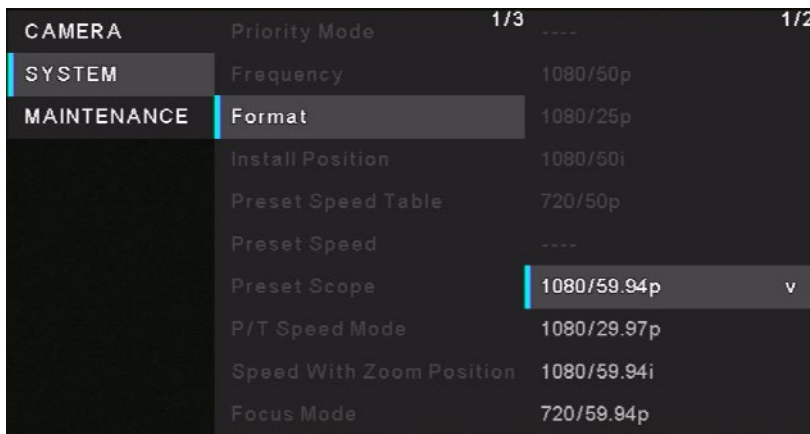 CAMERA
SYSTEM
MAINTENANCE
1/3
Priority Mode
Frequency
Format
Install Position
Preset Speed Table
Preset Speed
Preset Scope
P/T Speed Mode
Speed With Zoom Position
Focus Mode
1/2
----
1080/50p
1080/25p
1080/50i
720/50p
----
1080/59.94p v
1080/29.97p
1080/59.94i
720/59.94p